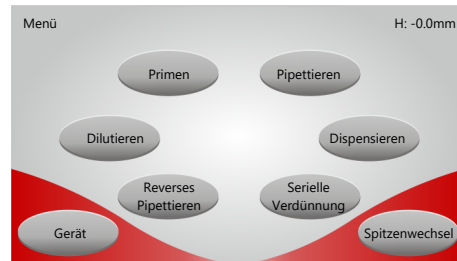 Menü
H: -0.0mm
Primen
Pipettieren
Dilutieren
Dispensieren
Reverses
Pipettieren
Serielle
Verdünnung
Gerät
Spitzenwechsel